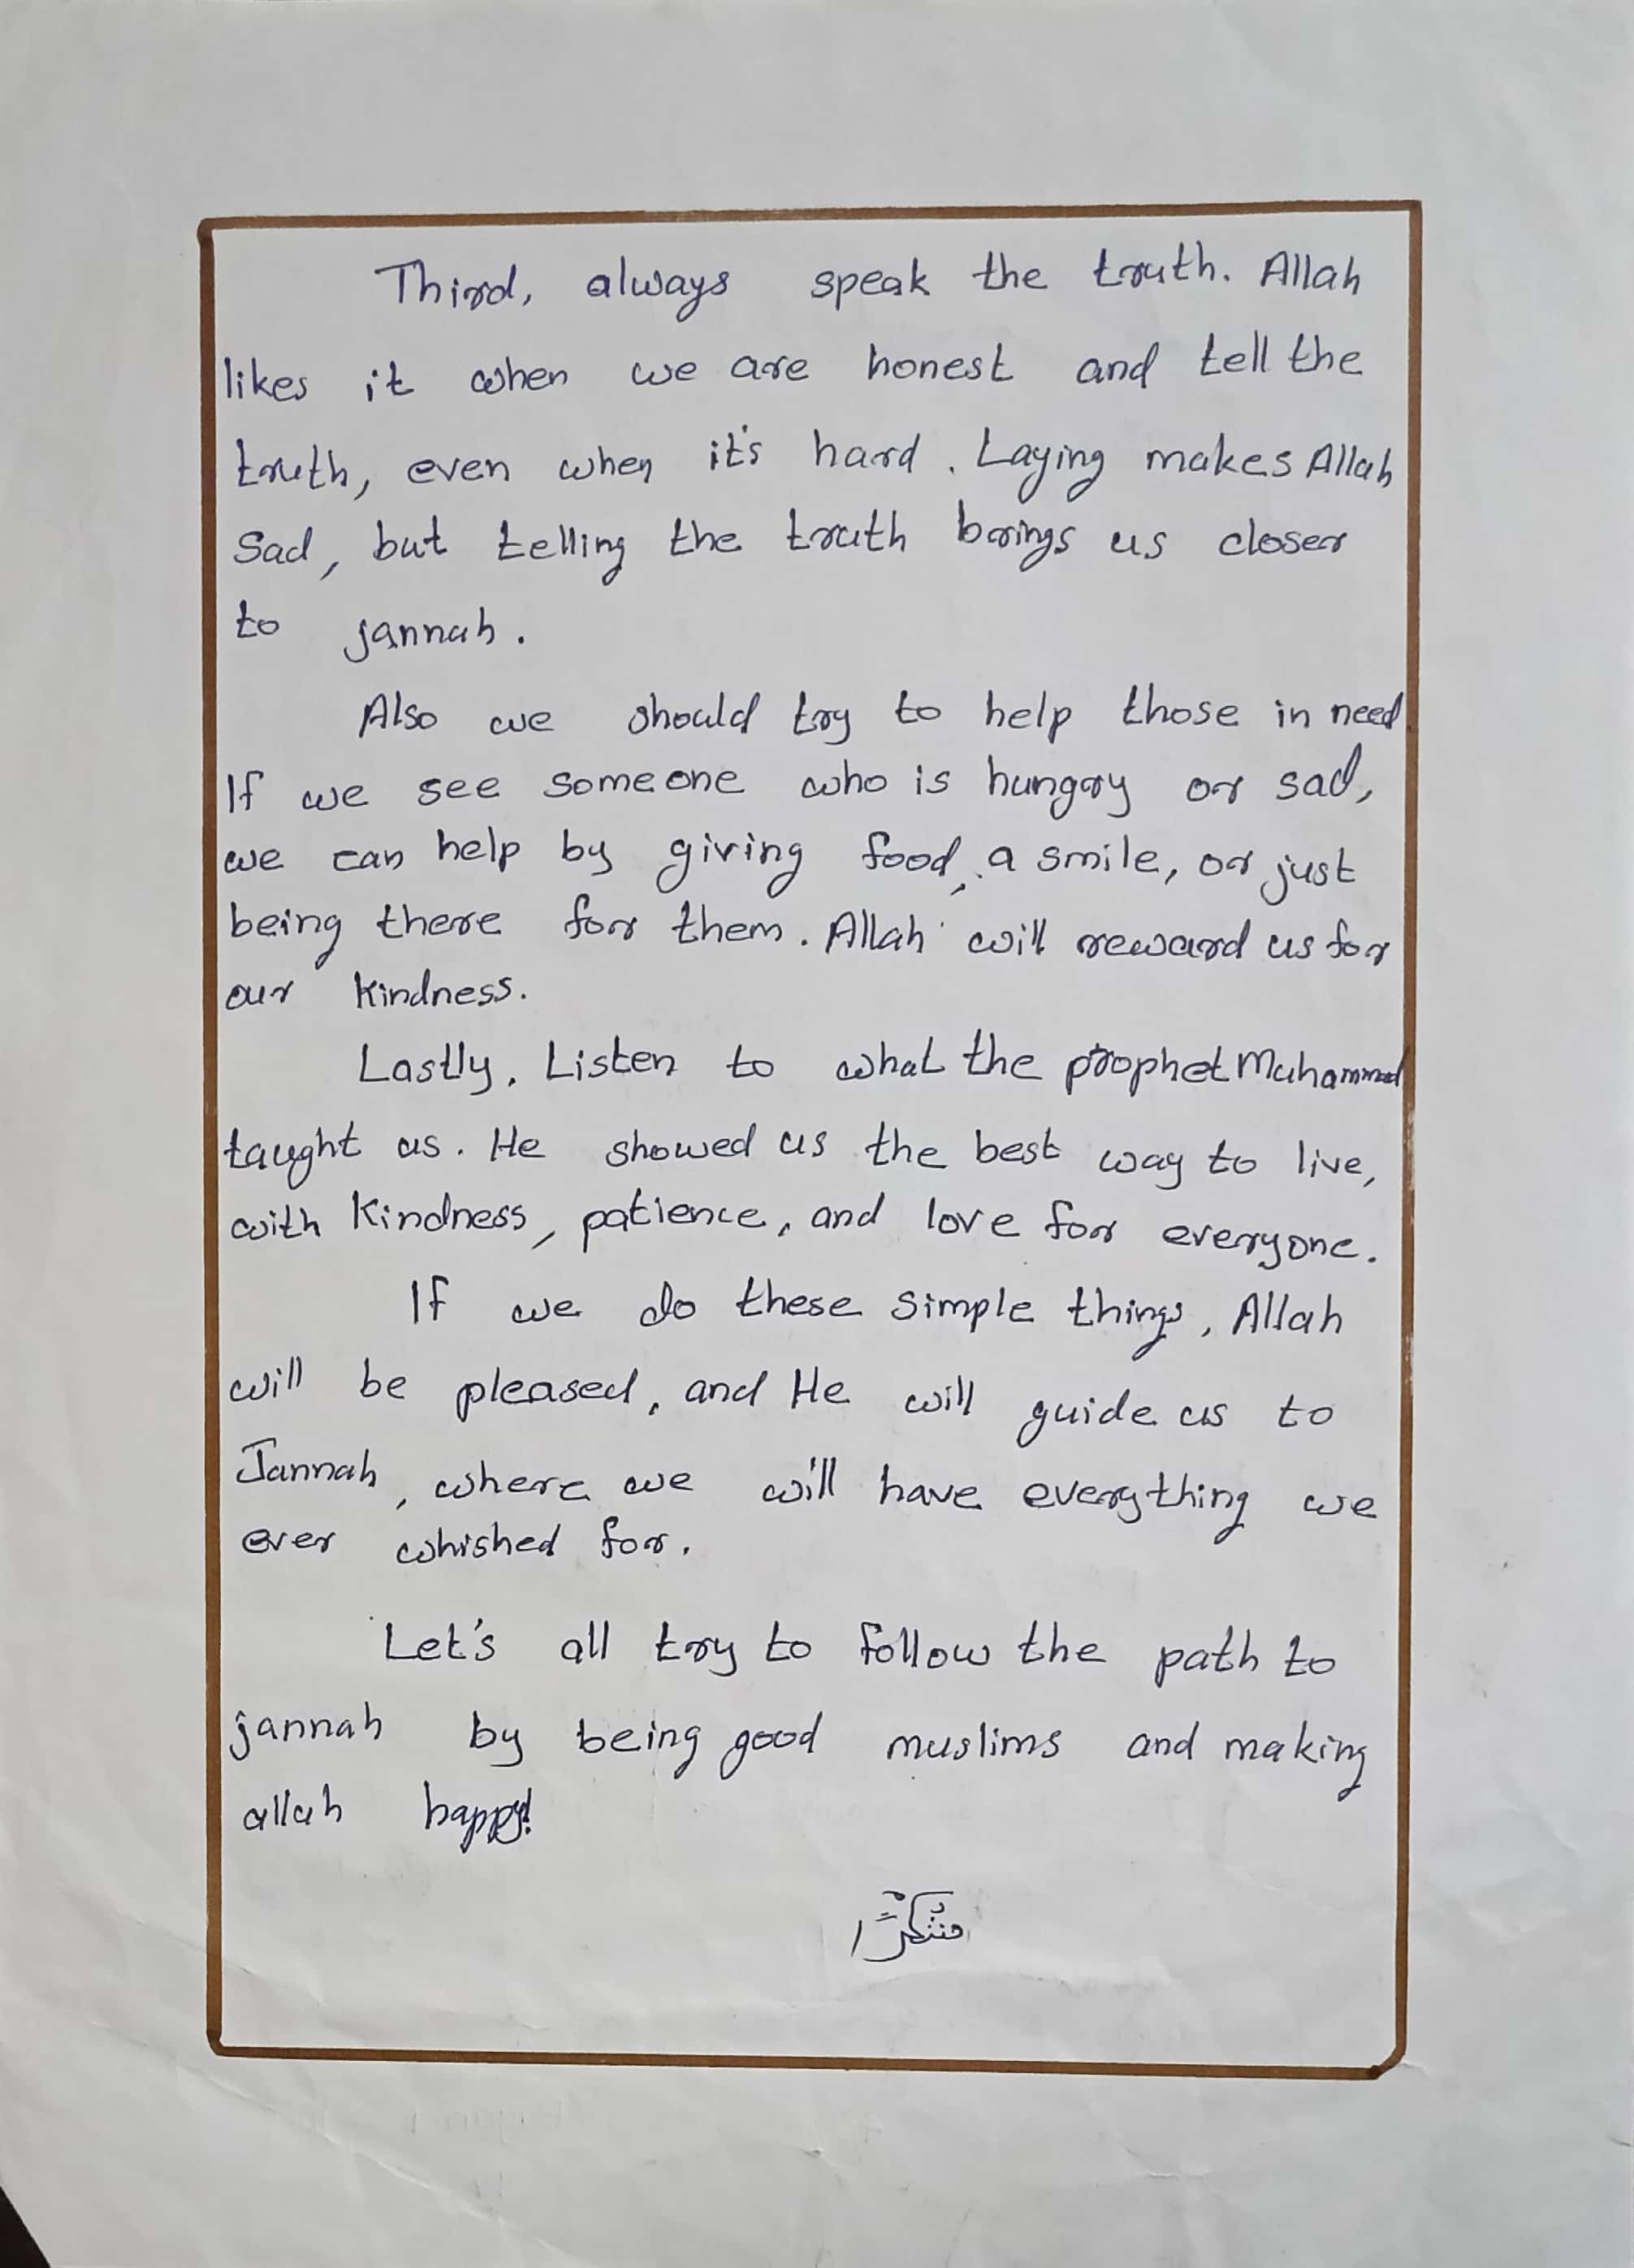 Third, always speak the truth. Allah
likes it when we are honest and tell the
truth, even when it's hard. Laying makes Allah
Sad, but telling the truth brings us closer
to jannah.
Also we should try to help those in need
If we see someone who is hungry or sad,
we can help by giving food, a smile, or just
being there for them. Allah will reward us for
our kindness.
Lastly, Listen to what the prophet Muhammad
taught us. He showed us the best way to live,
with kindness, patience, and love for everyone.
If we do these simple things, Allah
will be pleased, and He will guide us to
Jannah, where we will have everything we
ever whished for.
Let's all try to follow the path to
jannah by being good muslims and making
allah happy!
شُكْرًا